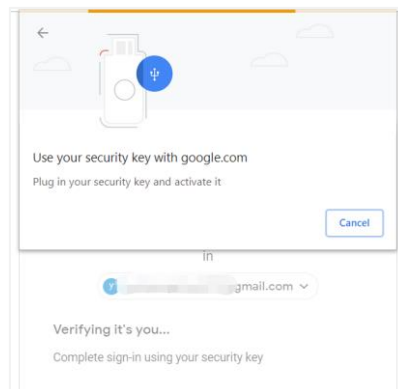 Use your security key with google.com
Plug in your security key and activate it
Cancel
in
@gmail.com
Verifying it's you...
Complete sign-in using your security key